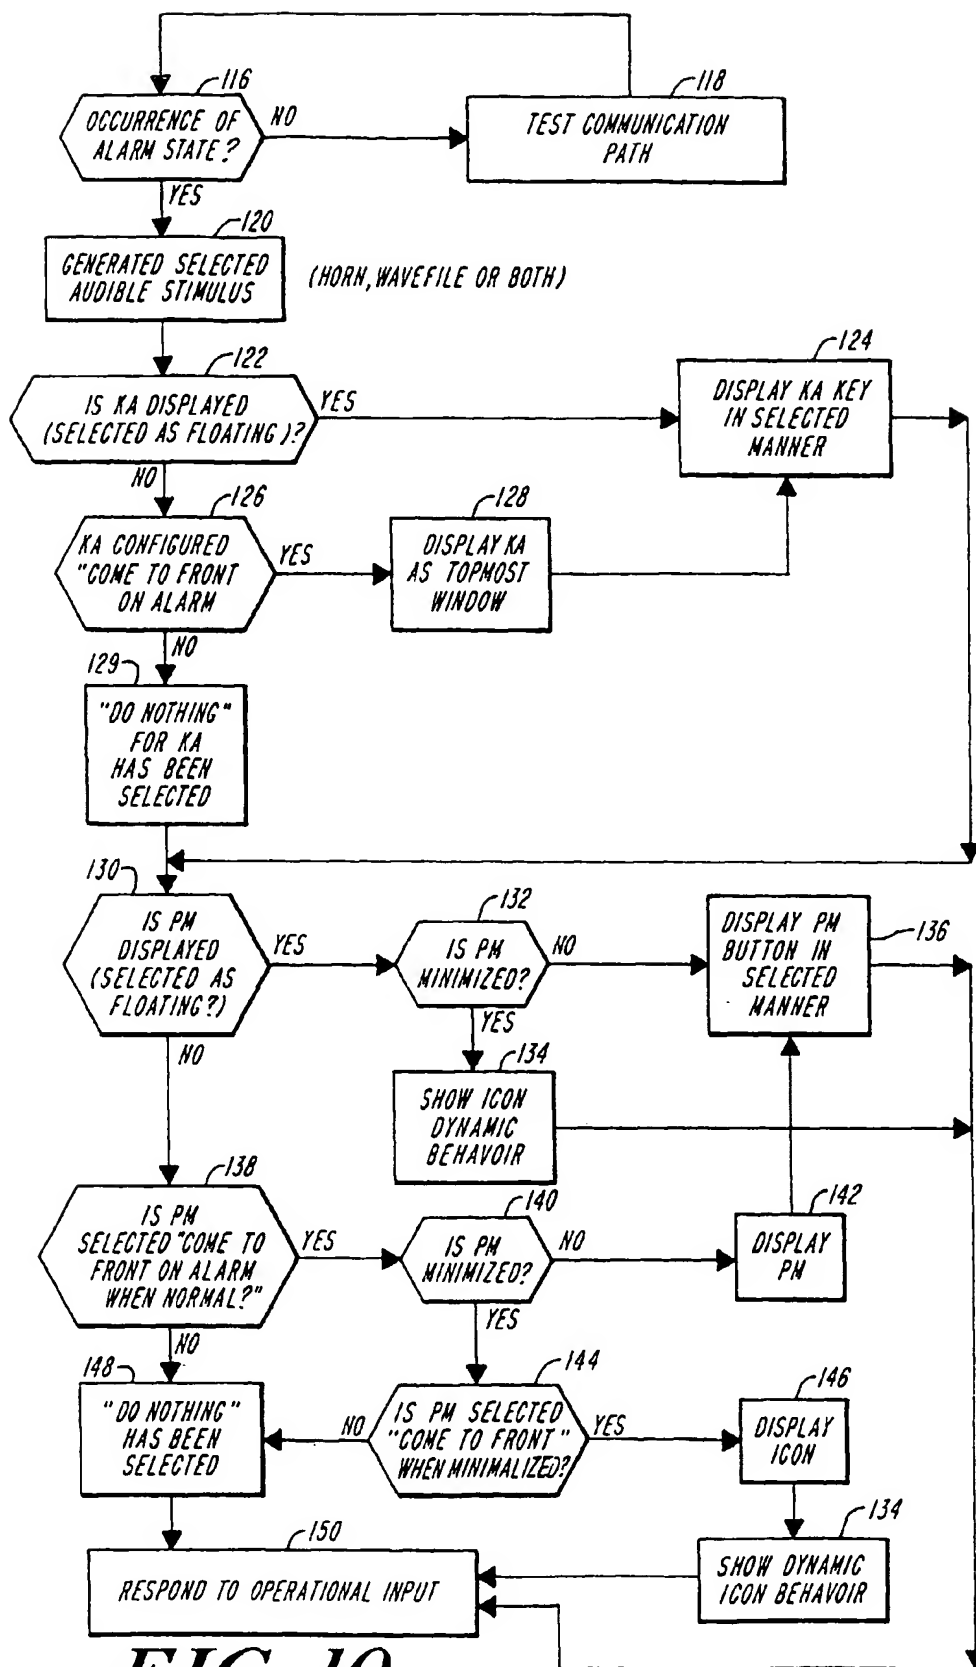 116
OCCURRENCE OF
ALARM STATE?
NO
118
TEST COMMUNICATION
PATH
YES
120
GENERATED SELECTED
AUDIBLE STIMULUS
(HORN, WAVEFILE OR BOTH)
122
IS KA DISPLAYED
(SELECTED AS FLOATING)?
YES
124
DISPLAY KA KEY
IN SELECTED
MANNER
NO
126
KA CONFIGURED
"COME TO FRONT
ON ALARM
YES
128
DISPLAY KA
AS TOPMOST
WINDOW
NO
129
"DO NOTHING"
FOR KA
HAS BEEN
SELECTED
130
IS PM
DISPLAYED
(SELECTED AS
FLOATING?)
YES
132
IS PM
MINIMIZED?
NO
DISPLAY PM
BUTTON IN
SELECTED
MANNER
136
YES
NO
134
SHOW ICON
DYNAMIC
BEHAVOIR
138
IS PM
SELECTED "COME TO
FRONT ON ALARM
WHEN NORMAL?"
YES
140
IS PM
MINIMIZED?
NO
142
DISPLAY
PM
YES
NO
148
"DO NOTHING"
HAS BEEN
SELECTED
NO
144
IS PM SELECTED
"COME TO FRONT"
WHEN MINIMALIZED?
YES
146
DISPLAY
ICON
134
SHOW DYNAMIC
ICON BEHAVOIR
150
RESPOND TO OPERATIONAL INPUT
FIG. 10